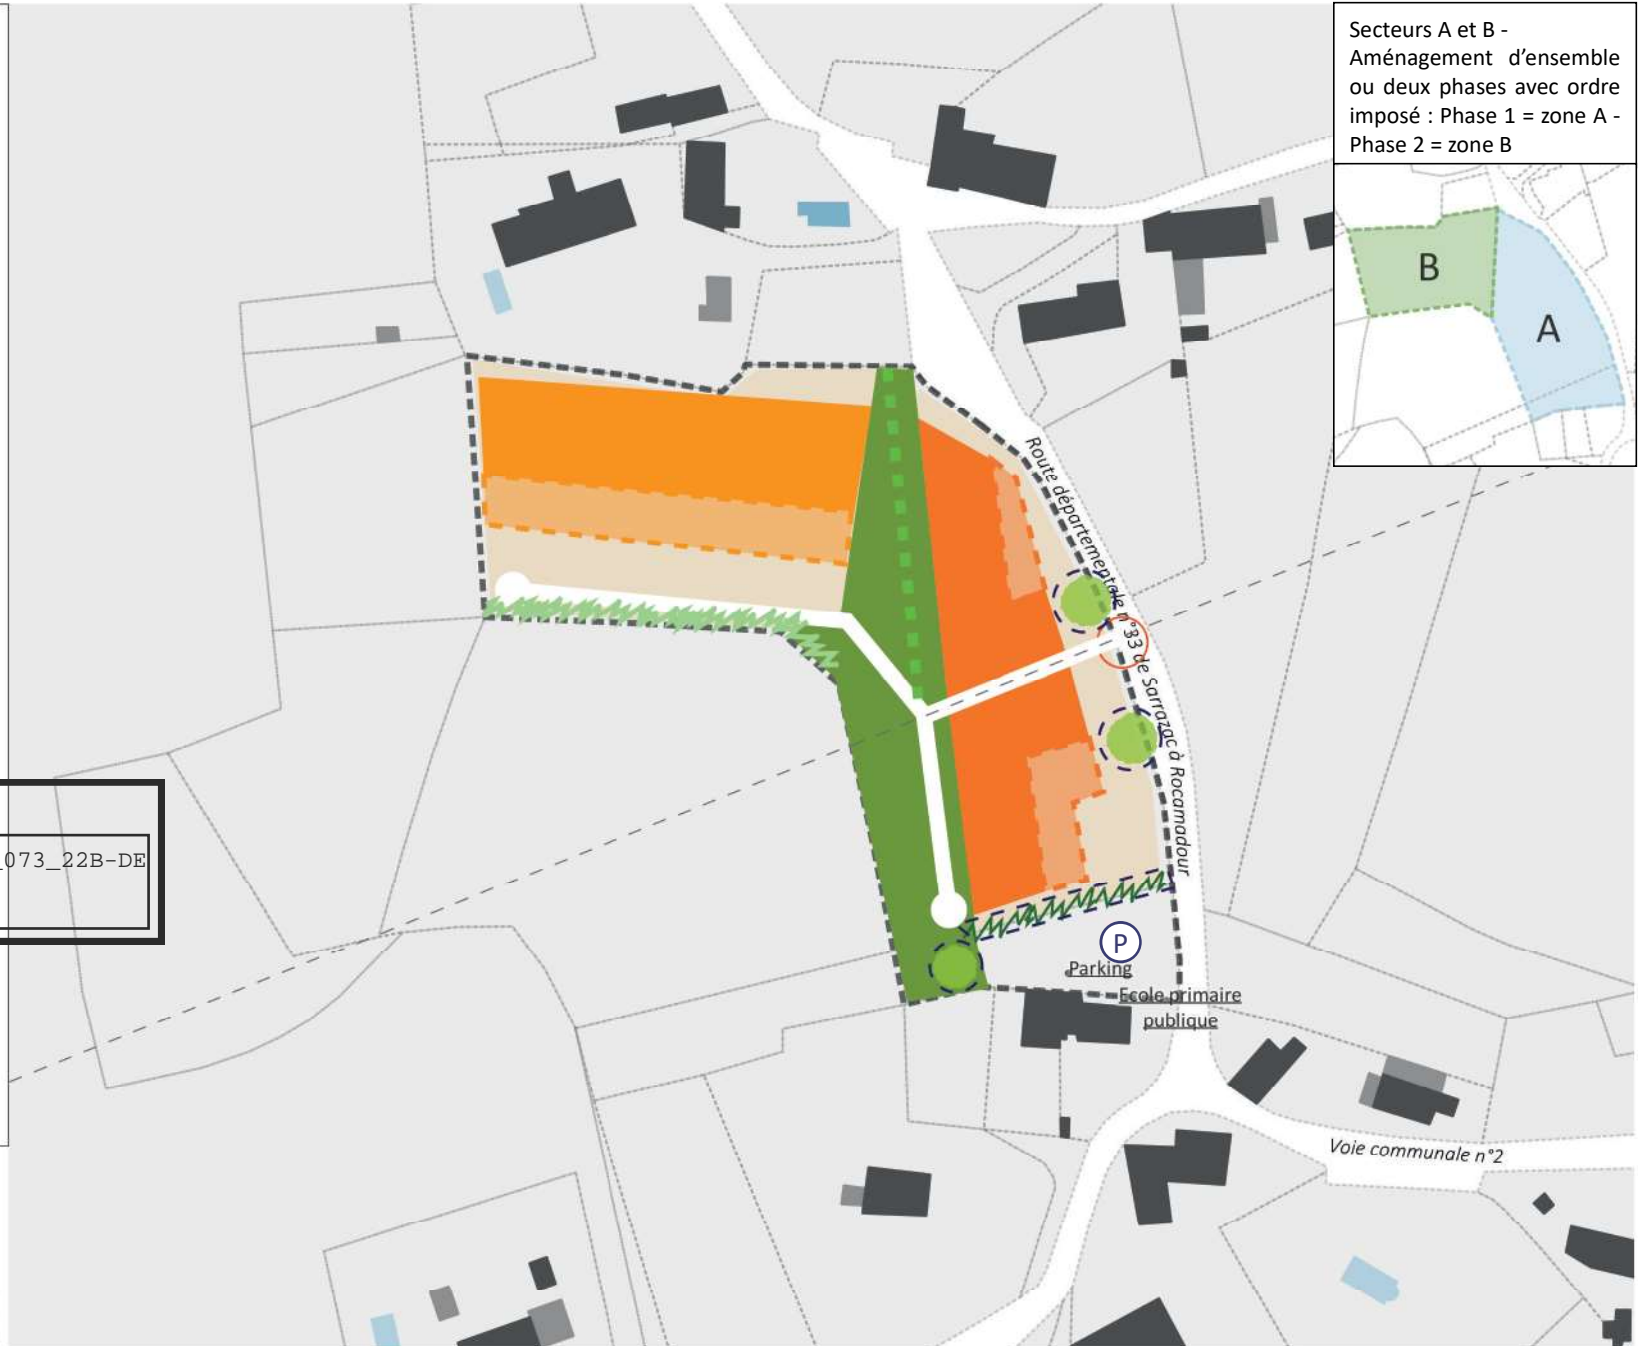 Secteurs A et B -
Aménagement d'ensemble
ou deux phases avec ordre
imposé : Phase 1 = zone A -
Phase 2 = zone B
B
A
Route départementale n°33 de Sarrazac à Rocamadour
_073_22B-DE
P
Parking
Ecole primaire
publique
Voie communale n°2